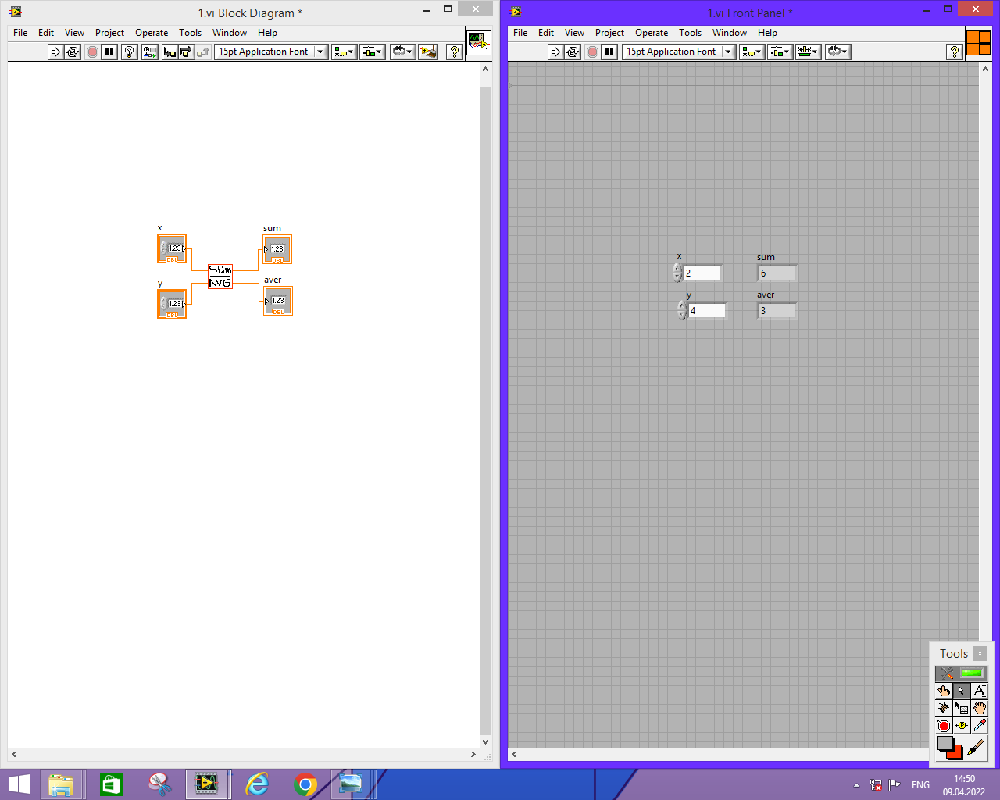 1.vi Block Diagram *
File Edit View Project Operate Tools Window Help
15pt Application Font
1
x
1.23
DBL
sum
1.23
DBL
SUM
AVG
y
1.23
DBL
aver
1.23
DBL
1.vi Front Panel *
File Edit View Project Operate Tools Window Help
15pt Application Font
x
2
sum
6
y
4
aver
3
Tools
ENG
14:50
09.04.2022